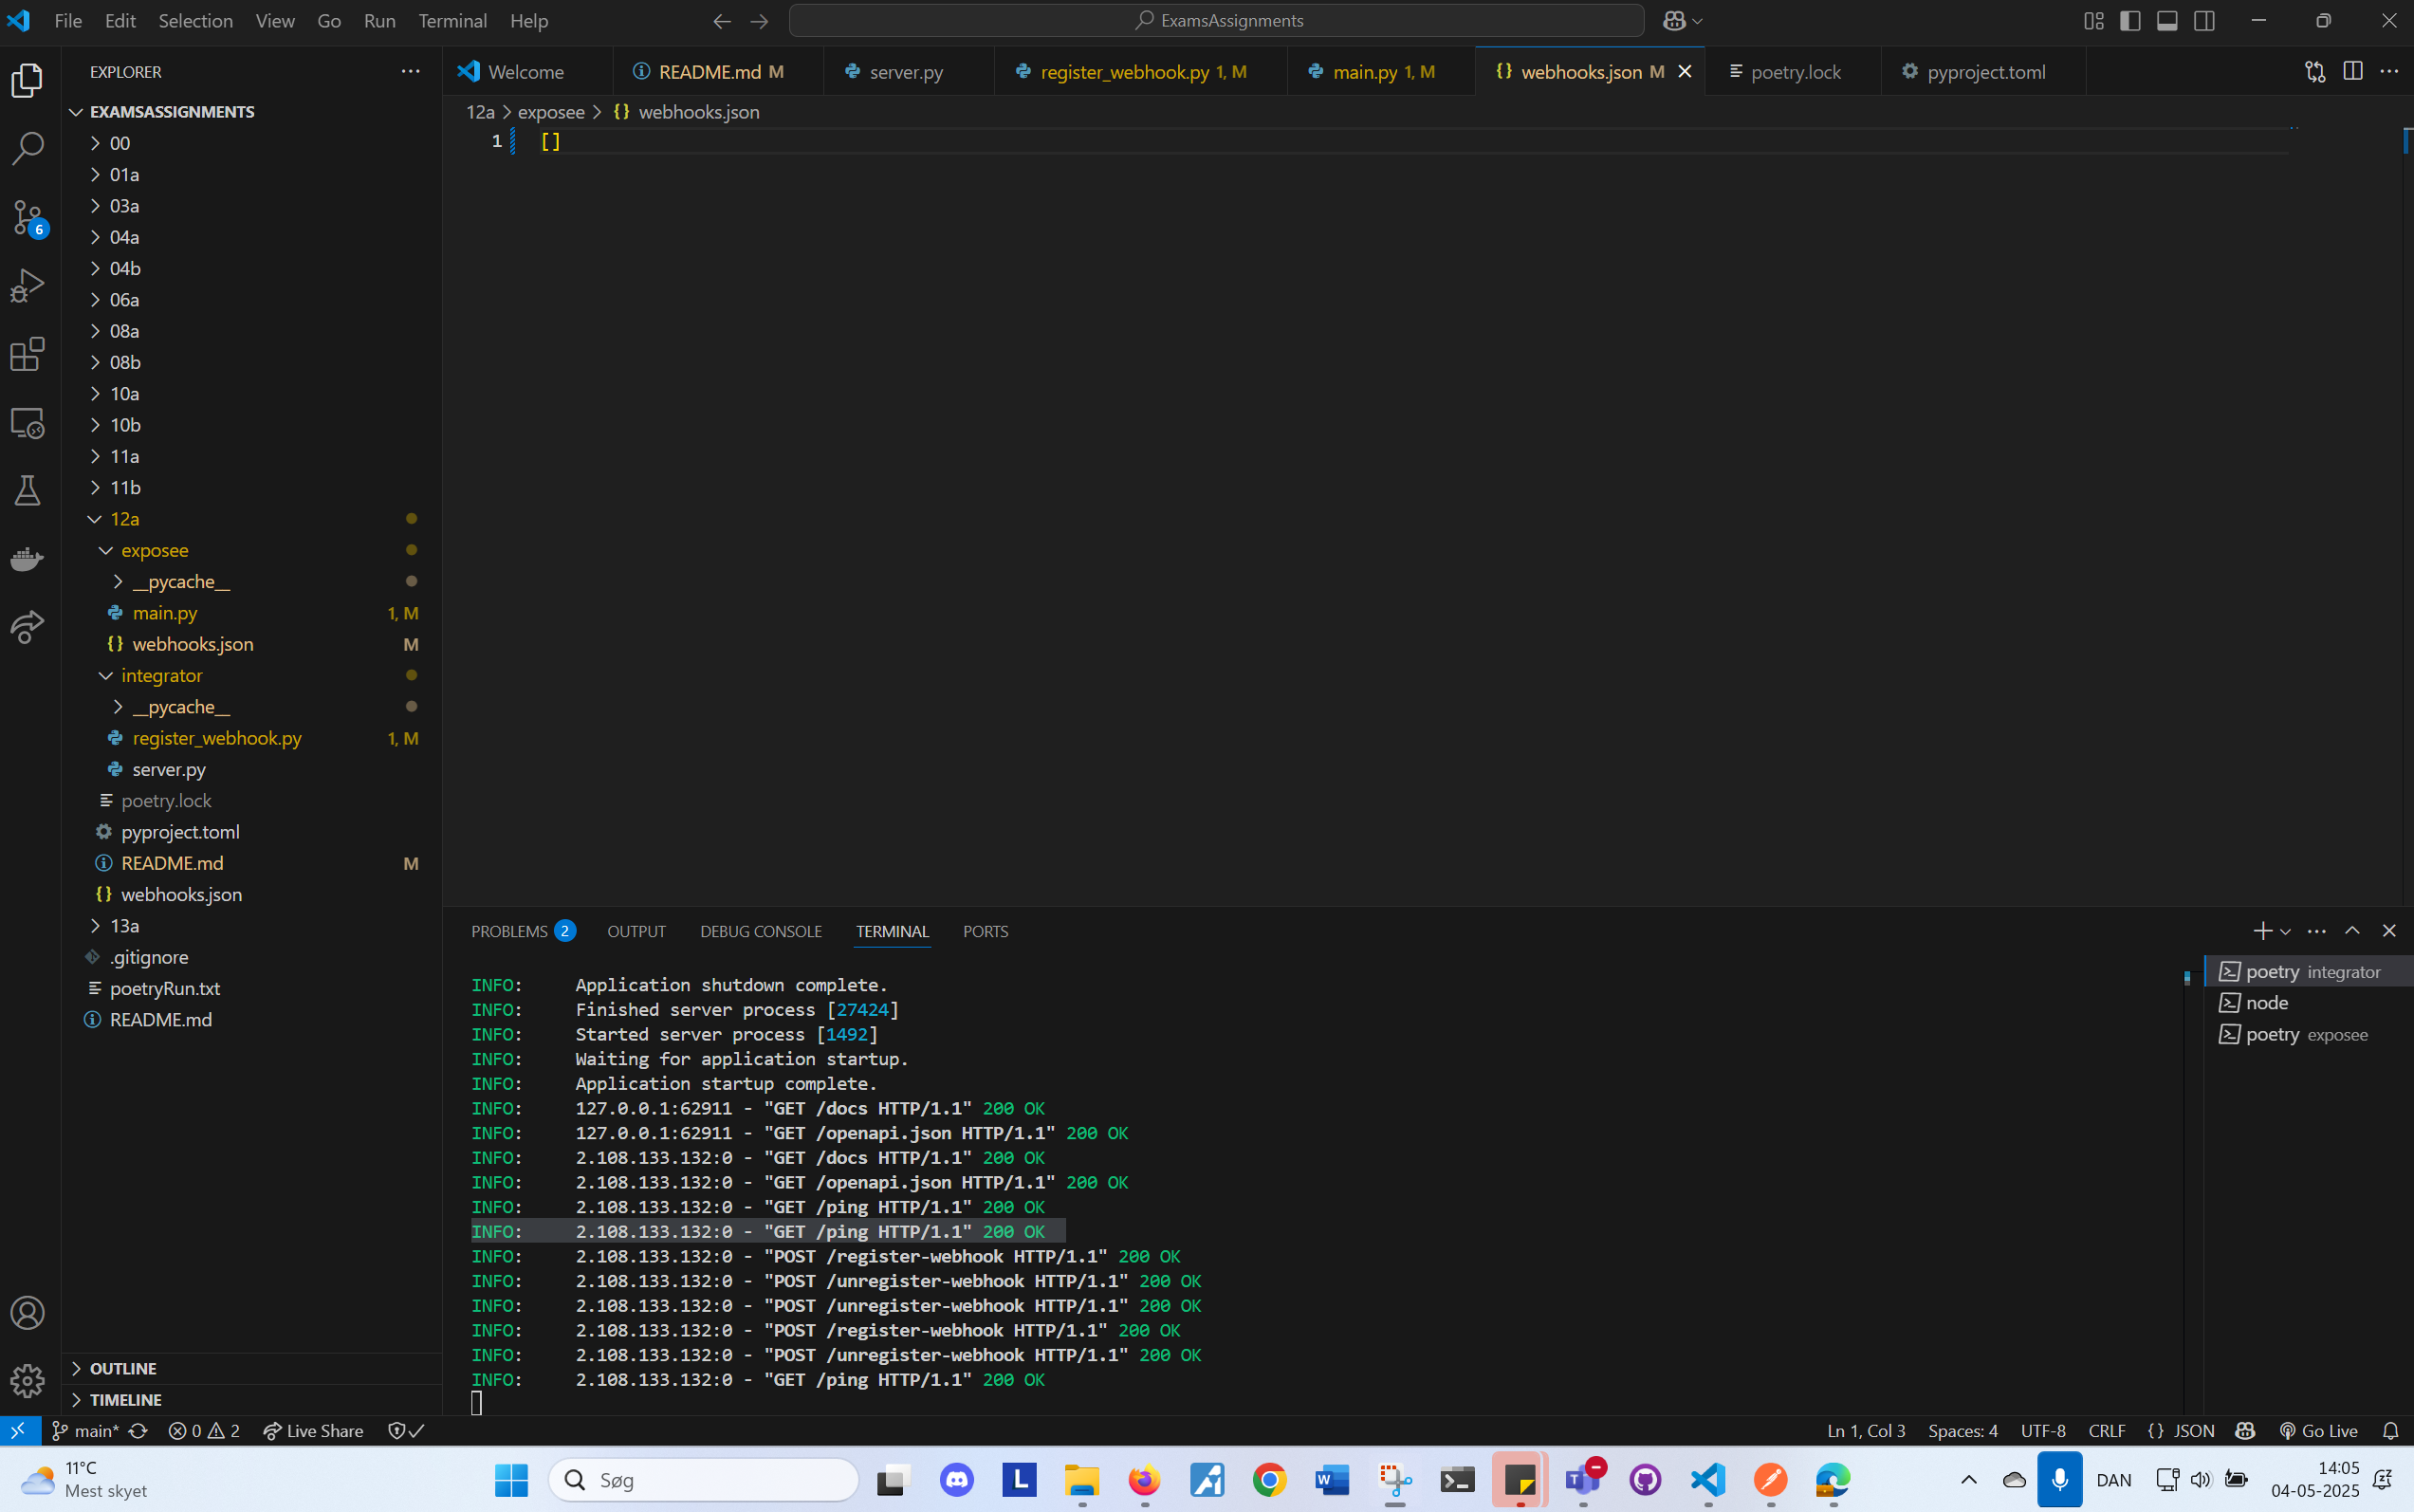 File Edit Selection View Go Run Terminal Help
ExamsAssignments
EXPLORER
Welcome
README.md M
server.py
register_webhook.py 1, M
main.py 1, M
{} webhooks.json M
poetry.lock
pyproject.toml
12a > exposee > {} webhooks.json
1 []
EXAMSASSIGNMENTS
00
01a
03a
04a
04b
06a
08a
08b
10a
10b
11a
11b
12a
exposee
__pycache__
main.py 1, M
{} webhooks.json M
integrator
__pycache__
register_webhook.py 1, M
server.py
poetry.lock
pyproject.toml
README.md M
{} webhooks.json
13a
.gitignore
poetryRun.txt
README.md
OUTLINE
TIMELINE
6
PROBLEMS 2 OUTPUT DEBUG CONSOLE TERMINAL PORTS
INFO: Application shutdown complete.
INFO: Finished server process [27424]
INFO: Started server process [1492]
INFO: Waiting for application startup.
INFO: Application startup complete.
INFO: 127.0.0.1:62911 - "GET /docs HTTP/1.1" 200 OK
INFO: 127.0.0.1:62911 - "GET /openapi.json HTTP/1.1" 200 OK
INFO: 2.108.133.132:0 - "GET /docs HTTP/1.1" 200 OK
INFO: 2.108.133.132:0 - "GET /openapi.json HTTP/1.1" 200 OK
INFO: 2.108.133.132:0 - "GET /ping HTTP/1.1" 200 OK
INFO: 2.108.133.132:0 - "GET /ping HTTP/1.1" 200 OK
INFO: 2.108.133.132:0 - "POST /register-webhook HTTP/1.1" 200 OK
INFO: 2.108.133.132:0 - "POST /unregister-webhook HTTP/1.1" 200 OK
INFO: 2.108.133.132:0 - "POST /unregister-webhook HTTP/1.1" 200 OK
INFO: 2.108.133.132:0 - "POST /register-webhook HTTP/1.1" 200 OK
INFO: 2.108.133.132:0 - "POST /unregister-webhook HTTP/1.1" 200 OK
INFO: 2.108.133.132:0 - "GET /ping HTTP/1.1" 200 OK
poetry integrator
node
poetry exposee
main* 0 2 Live Share
Ln 1, Col 3 Spaces: 4 UTF-8 CRLF {} JSON Go Live
11°C
Mest skyet
Søg
L
W
DAN
14:05
04-05-2025